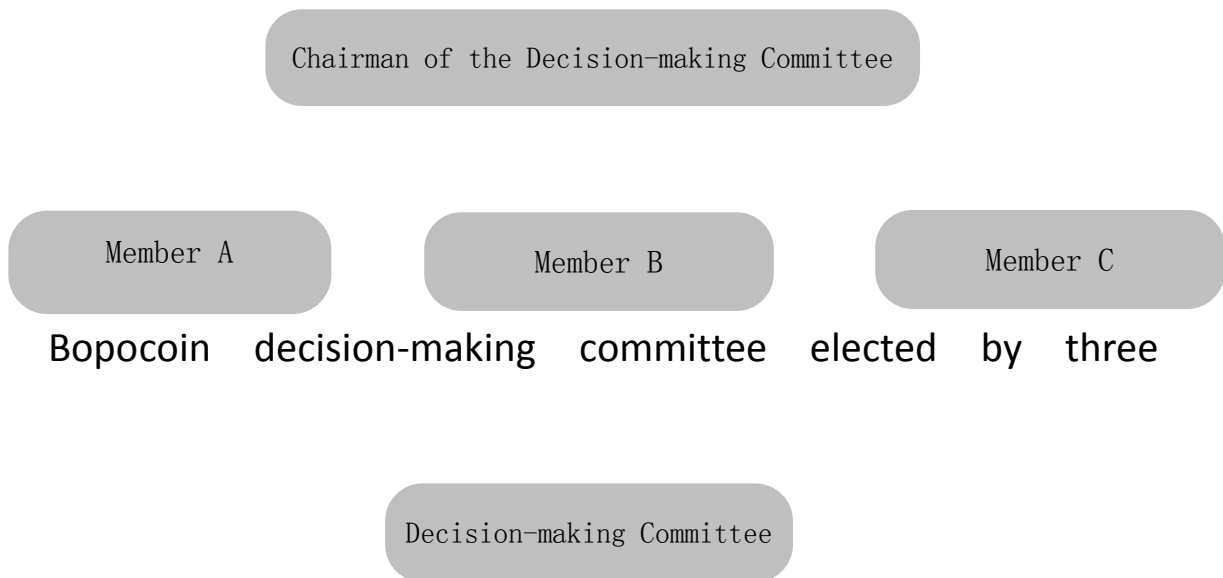 Chairman of the Decision-making Committee
Member A
Member B
Member C
Bopocoin decision-making committee elected by three
Decision-making Committee